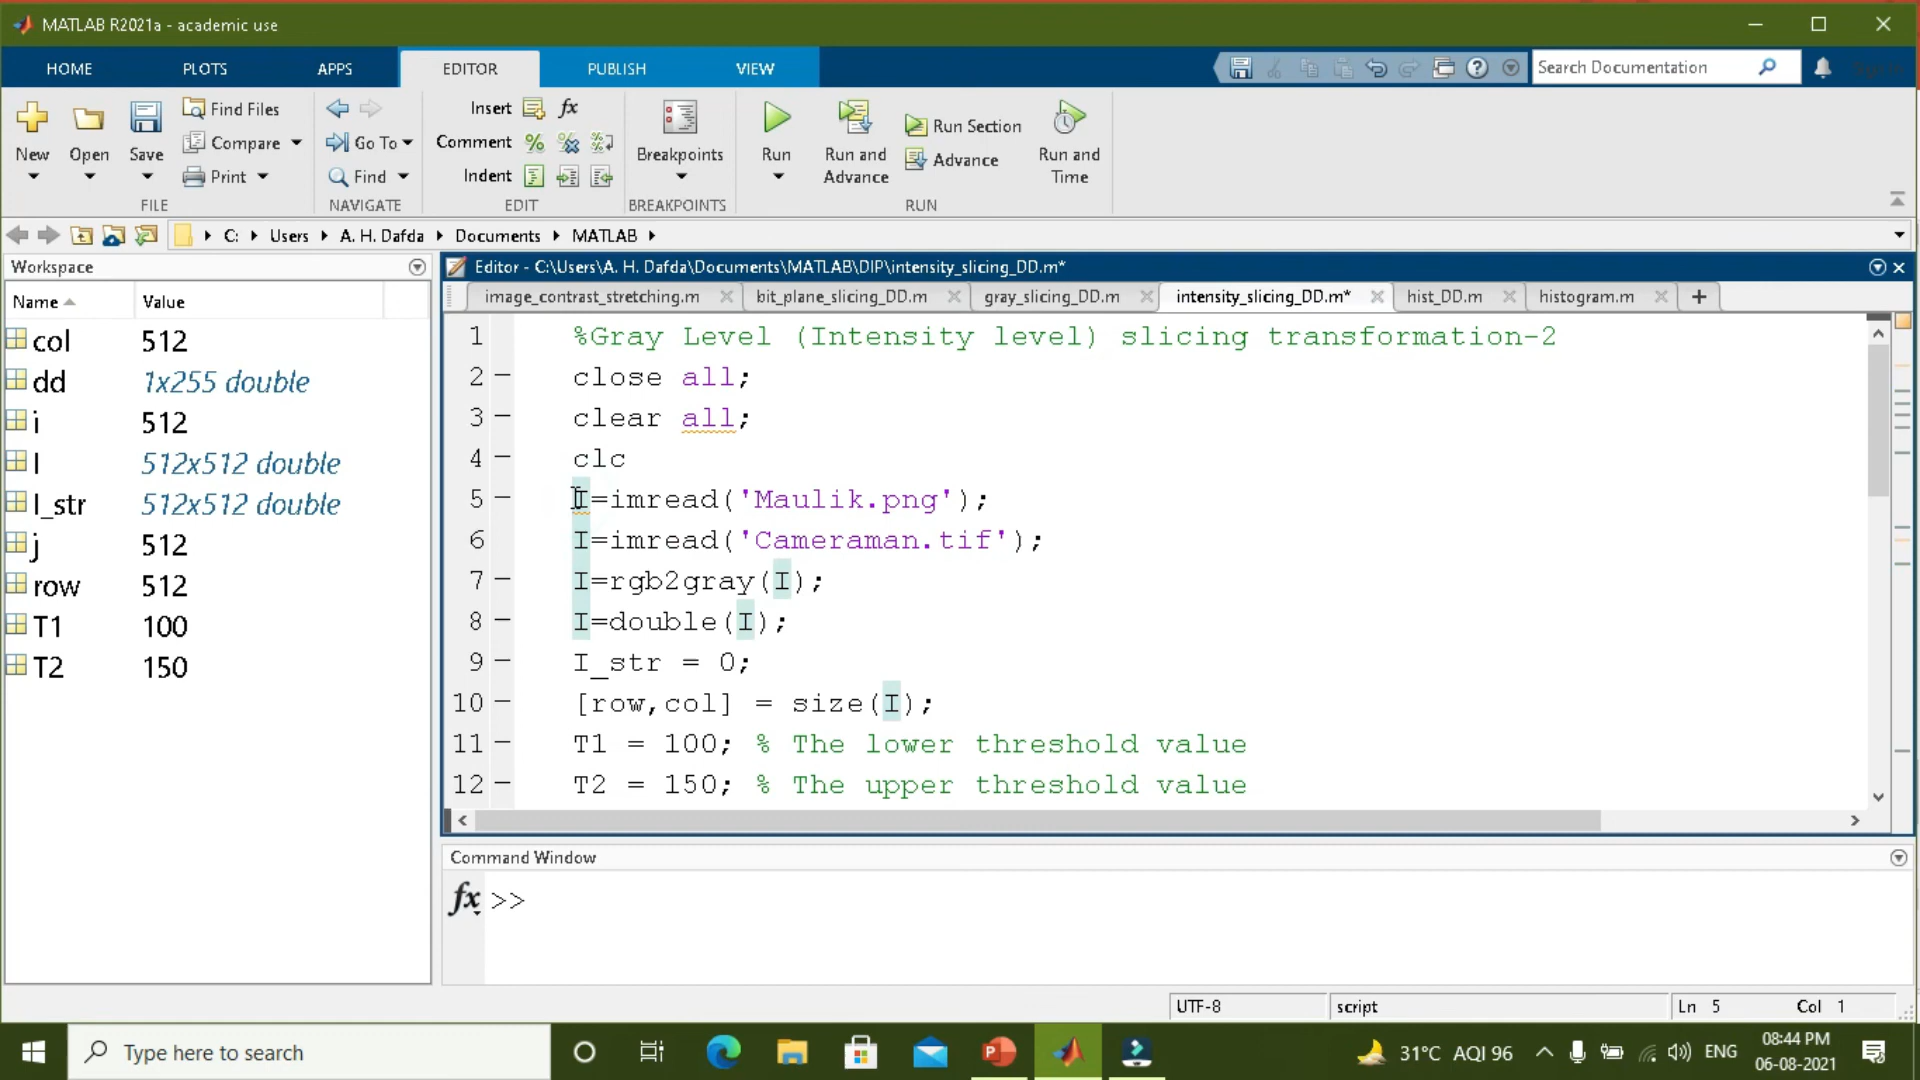 MATLAB R2021a - academic use
HOME PLOTS APPS EDITOR PUBLISH VIEW
Search Documentation
New Open Save Find Files Compare Print
Go To Find
Insert fx
Comment
Indent
Breakpoints
Run Run and Advance Run Section Advance Run and Time
FILE NAVIGATE EDIT BREAKPOINTS RUN
C: Users A. H. Dafda Documents MATLAB
Workspace
Name Value
col 512
dd 1x255 double
i 512
I 512x512 double
I_str 512x512 double
j 512
row 512
T1 100
T2 150
Editor - C:\Users\A. H. Dafda\Documents\MATLAB\DIP\intensity_slicing_DD.m*
image_contrast_stretching.m bit_plane_slicing_DD.m gray_slicing_DD.m intensity_slicing_DD.m* hist_DD.m histogram.m
1 %Gray Level (Intensity level) slicing transformation-2
2 – close all;
3 – clear all;
4 – clc
5 – I=imread('Maulik.png');
6 – I=imread('Cameraman.tif');
7 – I=rgb2gray(I);
8 – I=double(I);
9 – I_str = 0;
10 – [row,col] = size(I);
11 – T1 = 100; % The lower threshold value
12 – T2 = 150; % The upper threshold value
Command Window
fx >>
UTF-8 script Ln 5 Col 1
Type here to search
31°C AQI 96 ENG
08:44 PM
06-08-2021